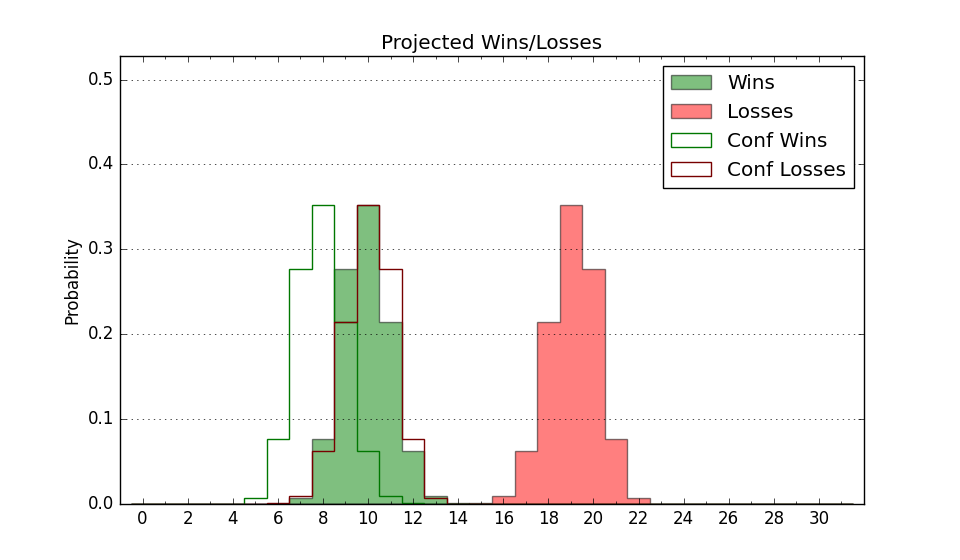 Projected Wins/Losses
Probability
0.5
0.4
0.3
0.2
0.1
0.0
0 2 4 6 8 10 12 14 16 18 20 22 24 26 28 30
Wins
Losses
Conf Wins
Conf Losses